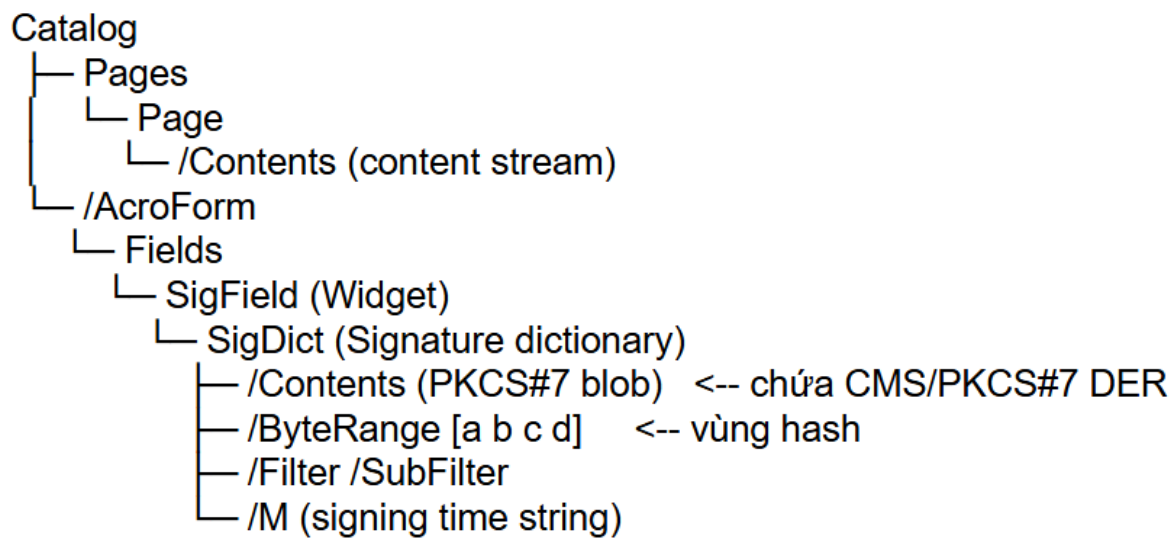 Catalog
├─ Pages
│   └─ Page
│       └─ /Contents (content stream)
└─ /AcroForm
    └─ Fields
        └─ SigField (Widget)
            └─ SigDict (Signature dictionary)
                ├─ /Contents (PKCS#7 blob)   <-- chứa CMS/PKCS#7 DER
                ├─ /ByteRange [a b c d]     <-- vùng hash
                ├─ /Filter /SubFilter
                └─ /M (signing time string)